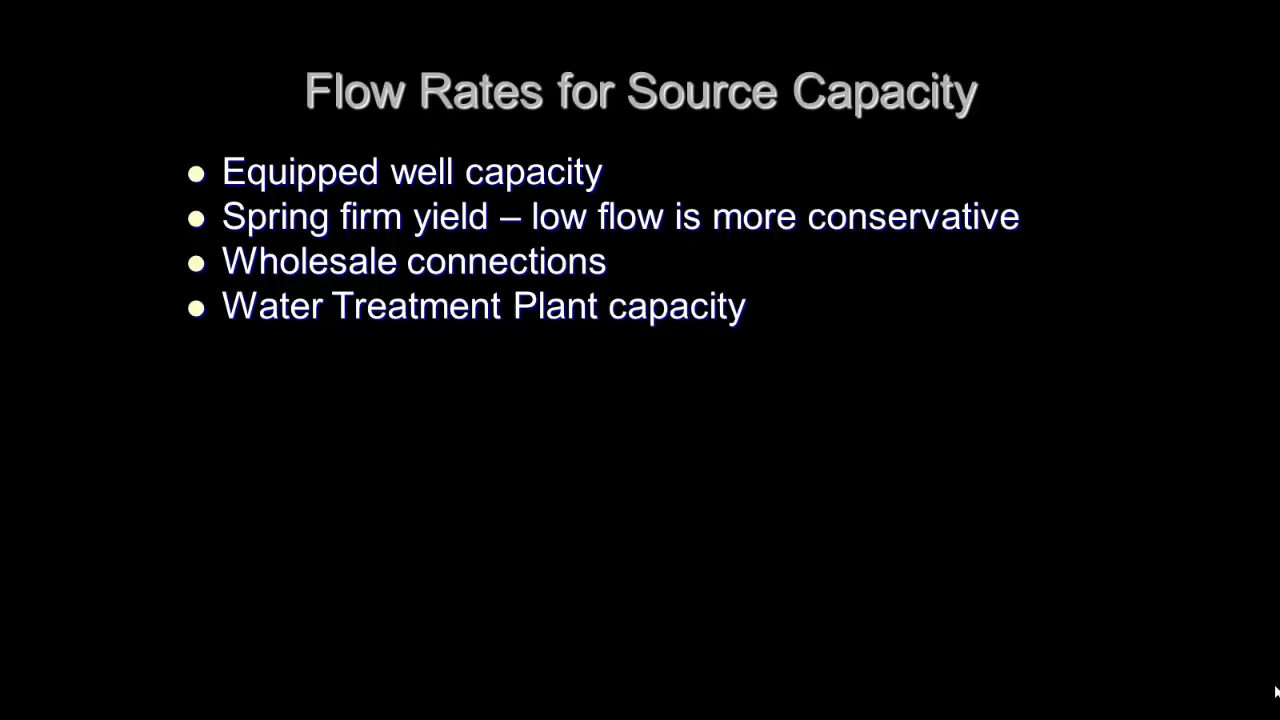 Flow Rates for Source Capacity
● Equipped well capacity
● Spring firm yield – low flow is more conservative
● Wholesale connections
● Water Treatment Plant capacity